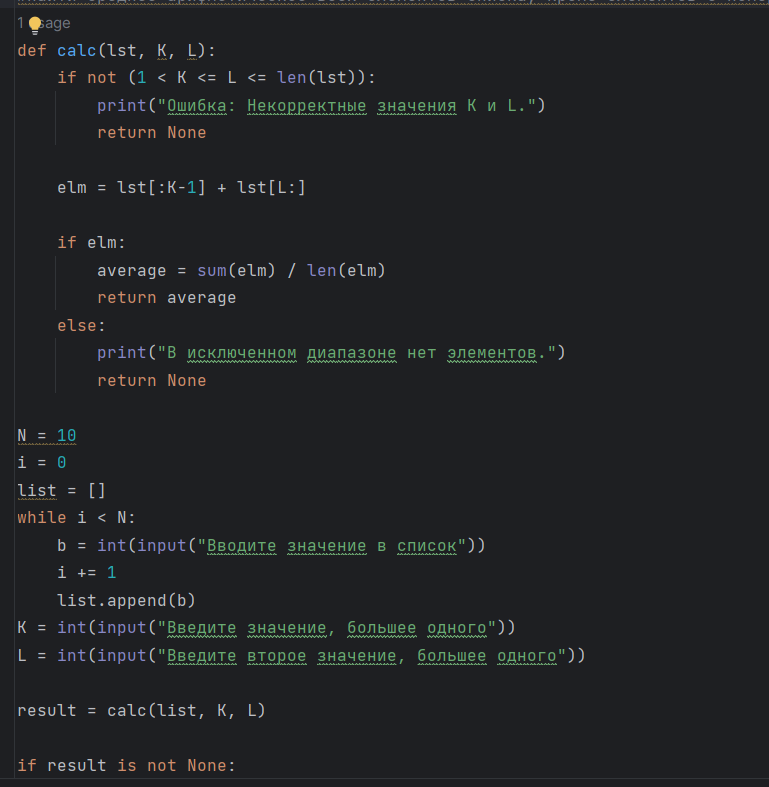 1 usage
def calc(lst, K, L):
    if not (1 < K <= L <= len(lst)):
        print("Ошибка: Некорректные значения K и L.")
        return None

    elm = lst[:K-1] + lst[L:]

    if elm:
        average = sum(elm) / len(elm)
        return average
    else:
        print("В исключенном диапазоне нет элементов.")
        return None

N = 10
i = 0
list = []
while i < N:
    b = int(input("Вводите значение в список"))
    i += 1
    list.append(b)
K = int(input("Введите значение, большее одного"))
L = int(input("Введите второе значение, большее одного"))

result = calc(list, K, L)

if result is not None: